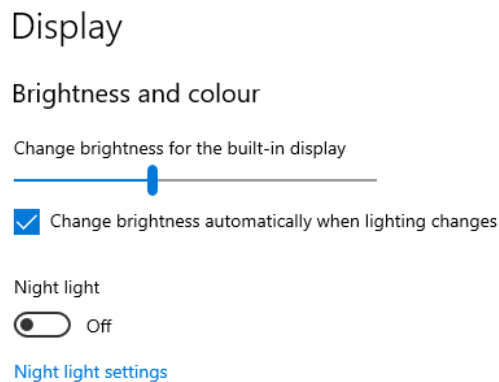 Display
Brightness and colour
Change brightness for the built-in display
Change brightness automatically when lighting changes
Night light
Off
Night light settings